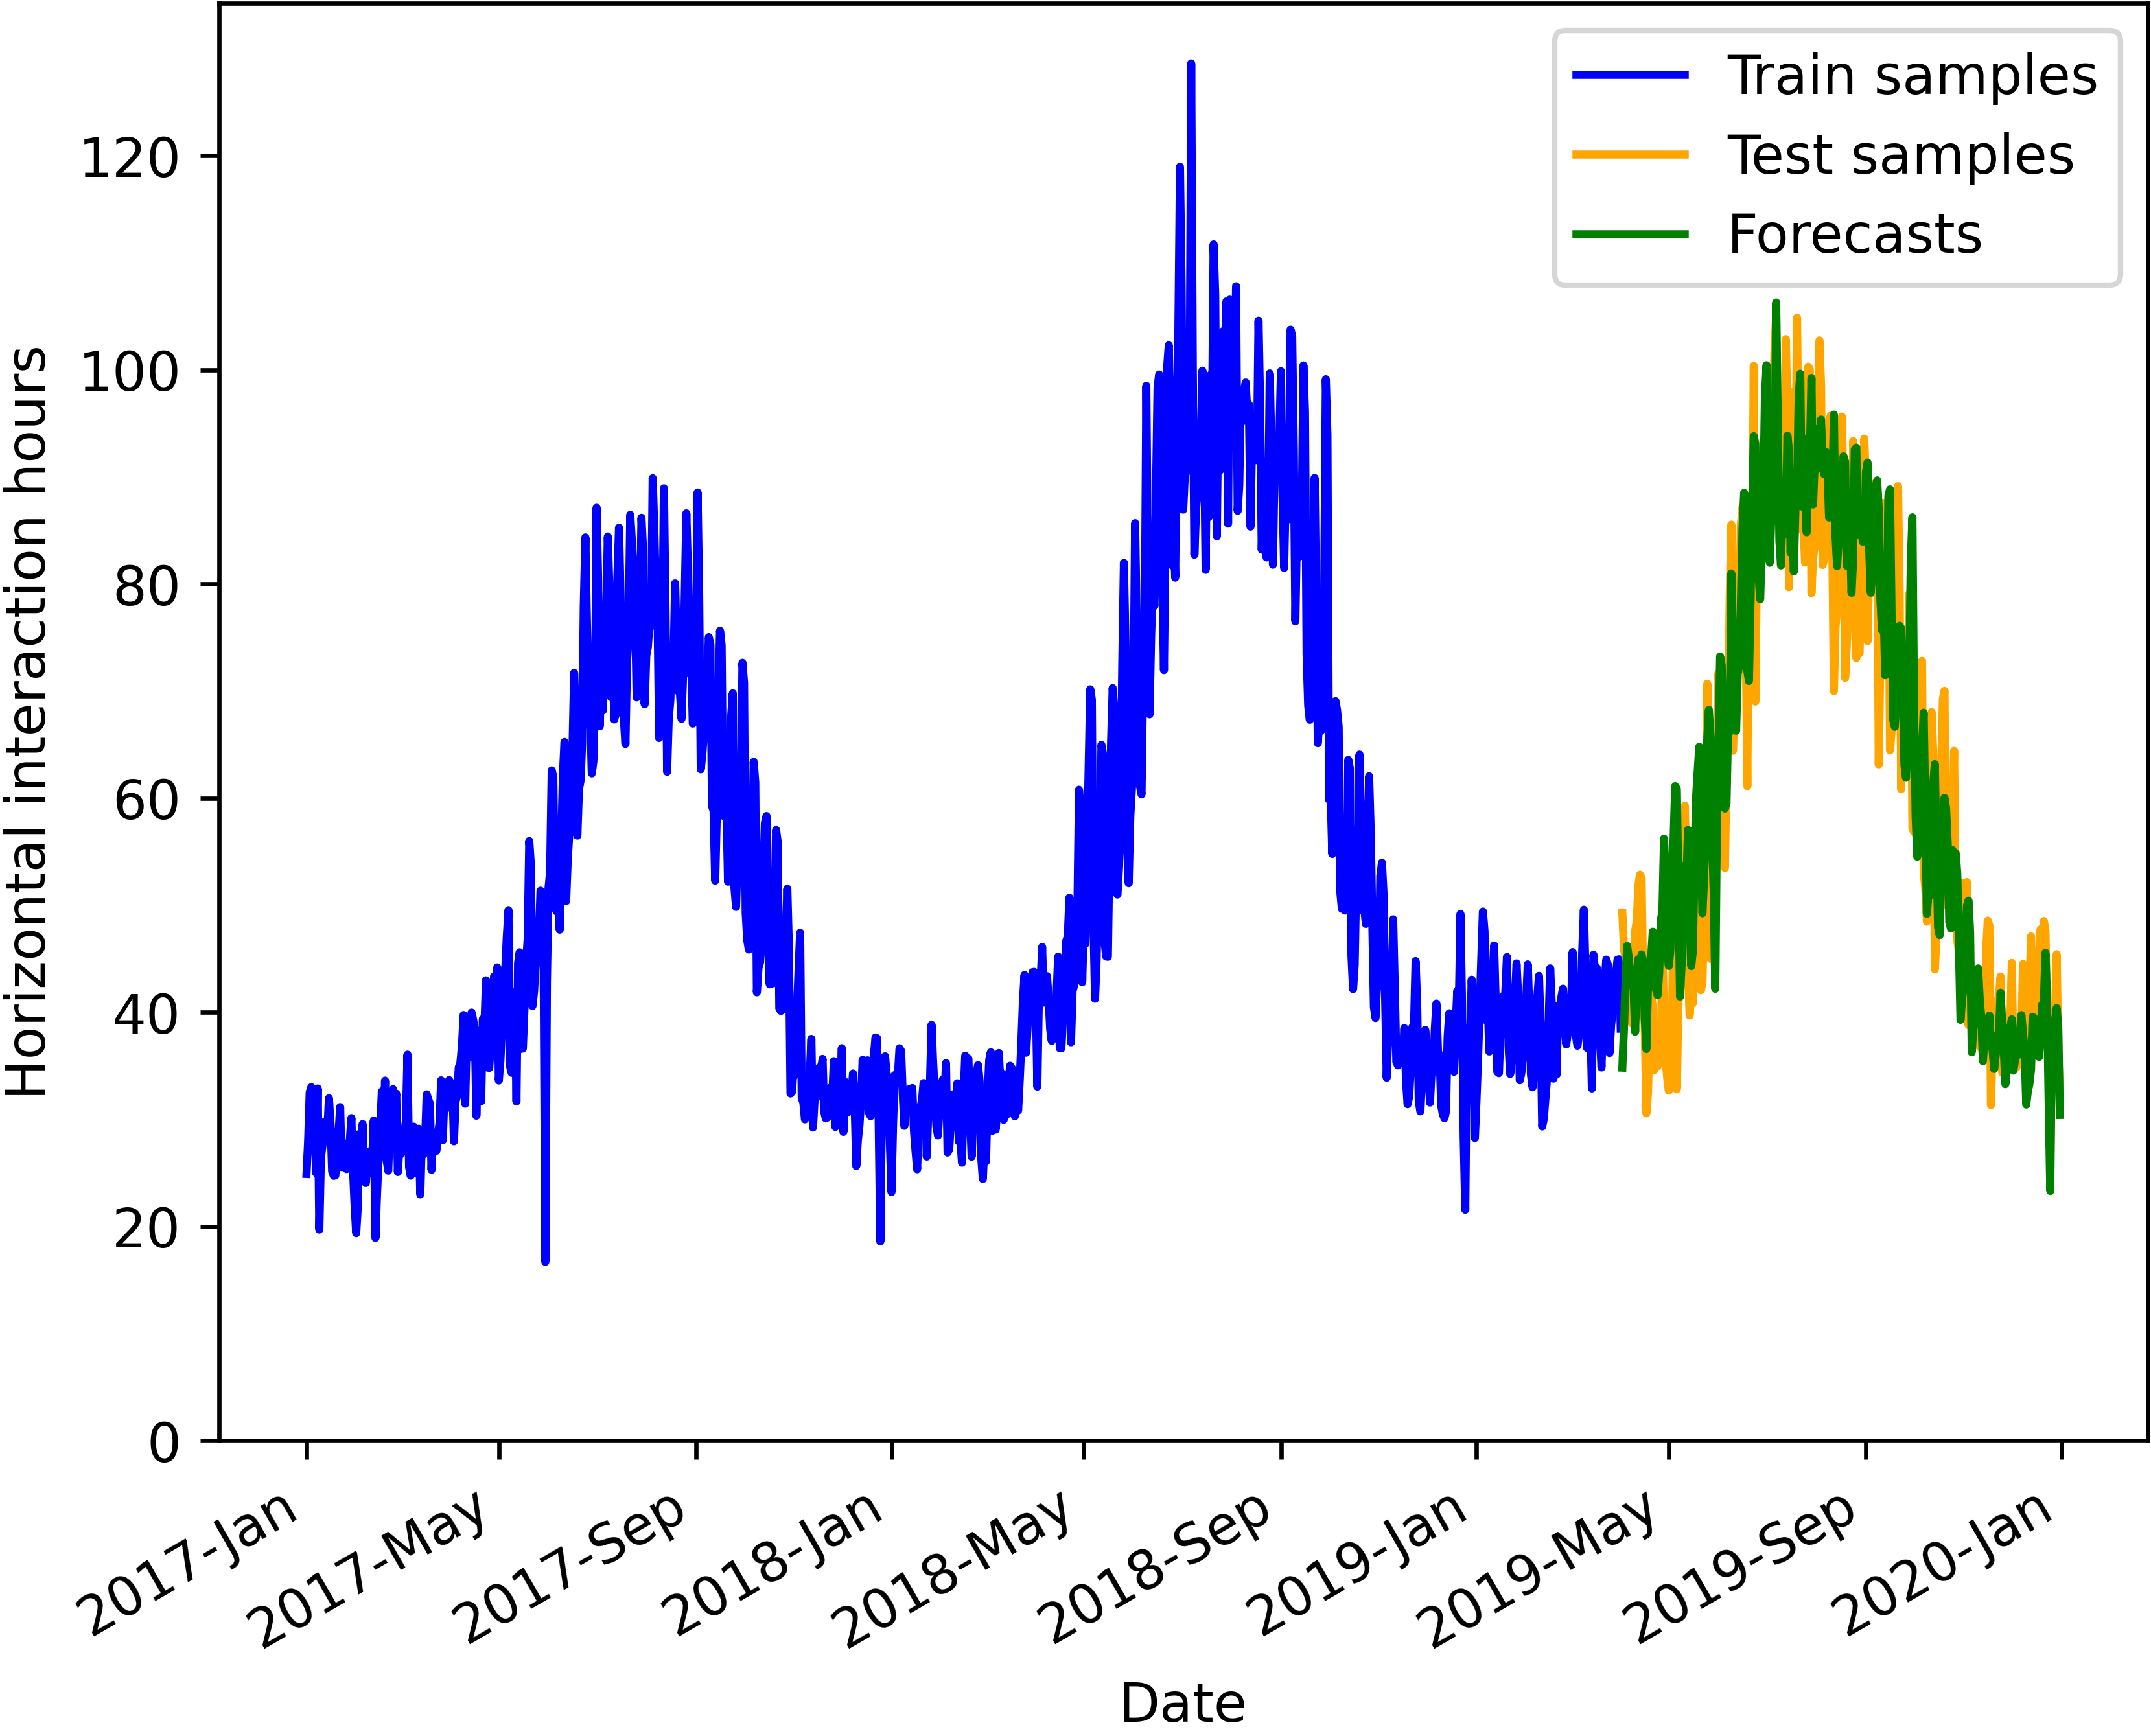 Train samples
Test samples
Forecasts
Horizontal interaction hours
120
100
80
60
40
20
0
2017-Jan
2017-May
2017-Sep
2018-Jan
2018-May
2018-Sep
2019-Jan
2019-May
2019-Sep
2020-Jan
Date